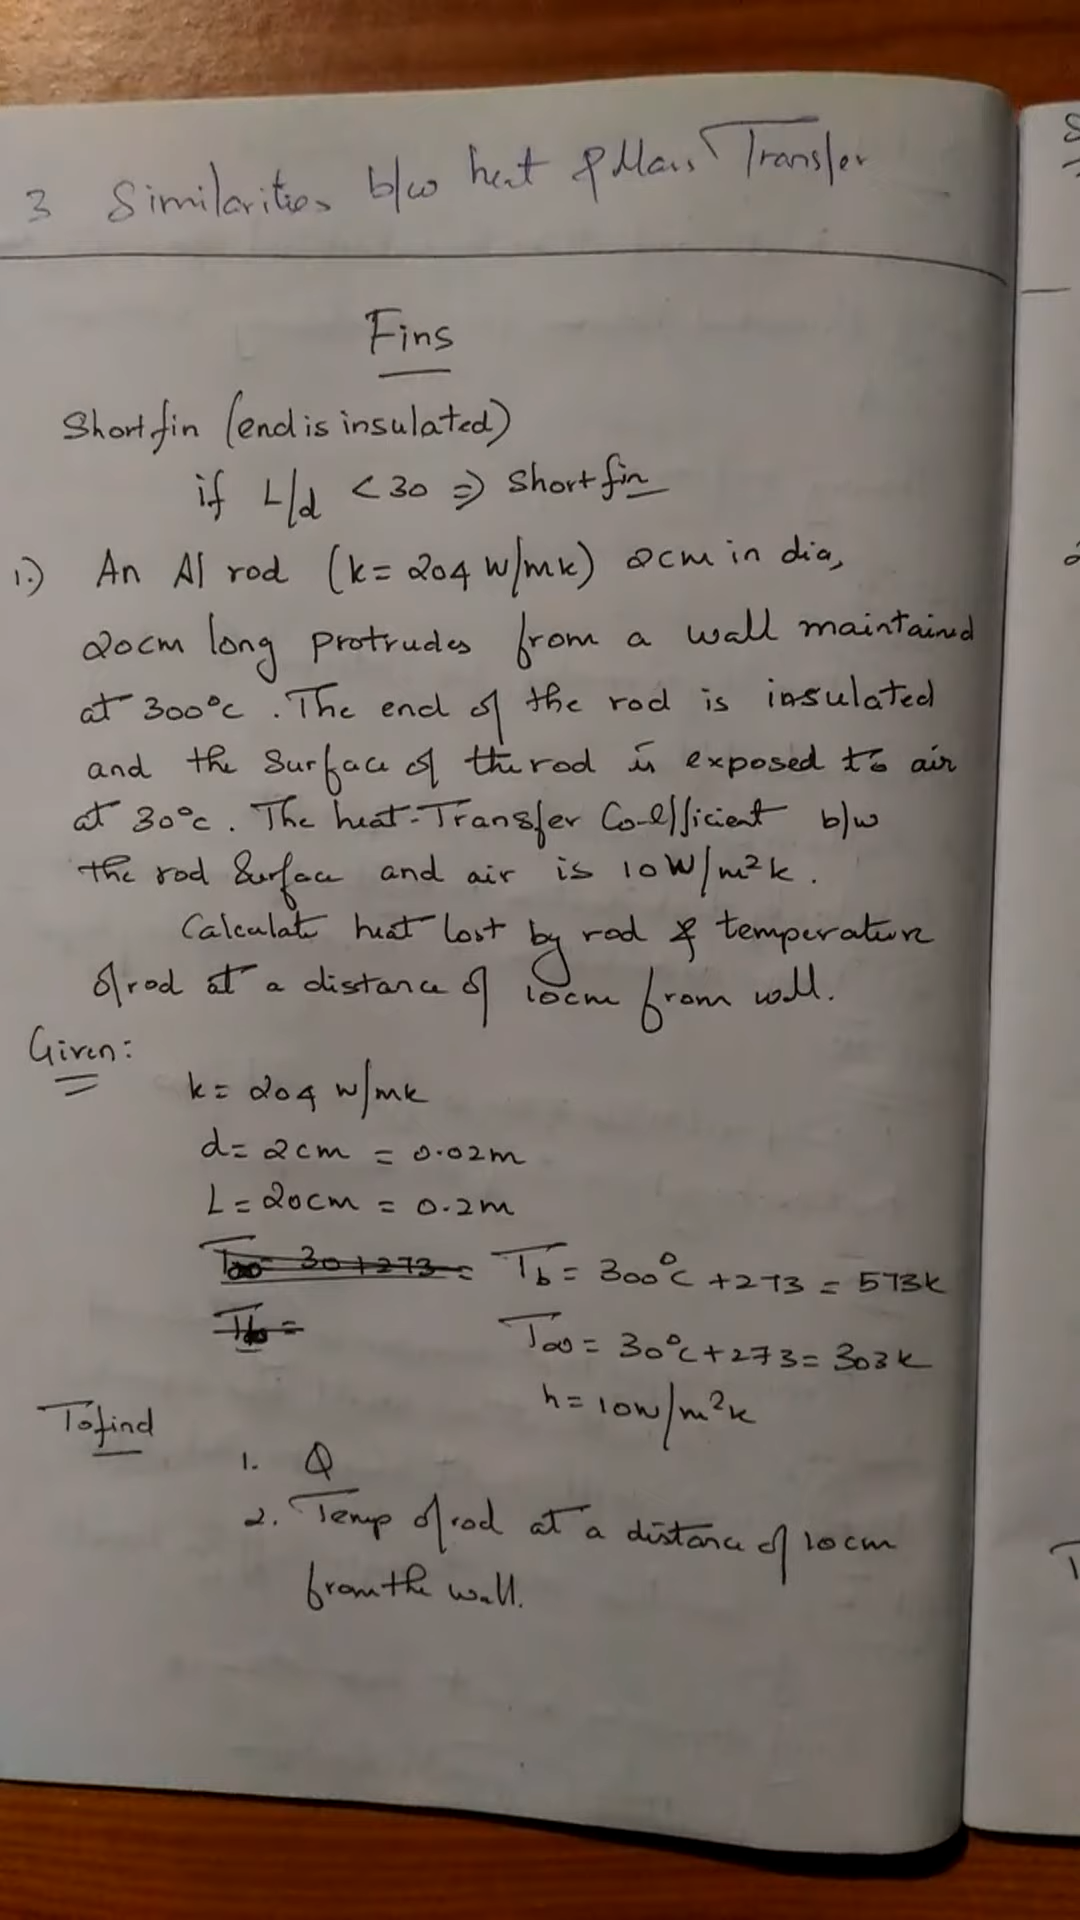 3 Similarities b/w heat & Mass Transfer
Fins
Short fin (end is insulated)
if L/d < 30 ⇒ Short fin
1.) An Al rod (k = 204 W/mk) 2cm in dia,
20cm long protrudes from a wall maintained
at 300°c. The end of the rod is insulated
and the Surface of the rod is exposed to air
at 30°c. The heat-Transfer Co-efficient b/w
the rod Surface and air is 10W/m²k.
Calculate heat lost by rod & temperature
of rod at a distance of 10cm from wall.
Given:
k = 204 W/mk
d = 2cm = 0.02m
L = 20cm = 0.2m
T∞ = 30+273 = Tb = 300°c +273 = 573k
T∞ = 30°c+273 = 303k
h = 10W/m²k
To find
1. Q
2. Temp of rod at a distance of 10cm
from the wall.